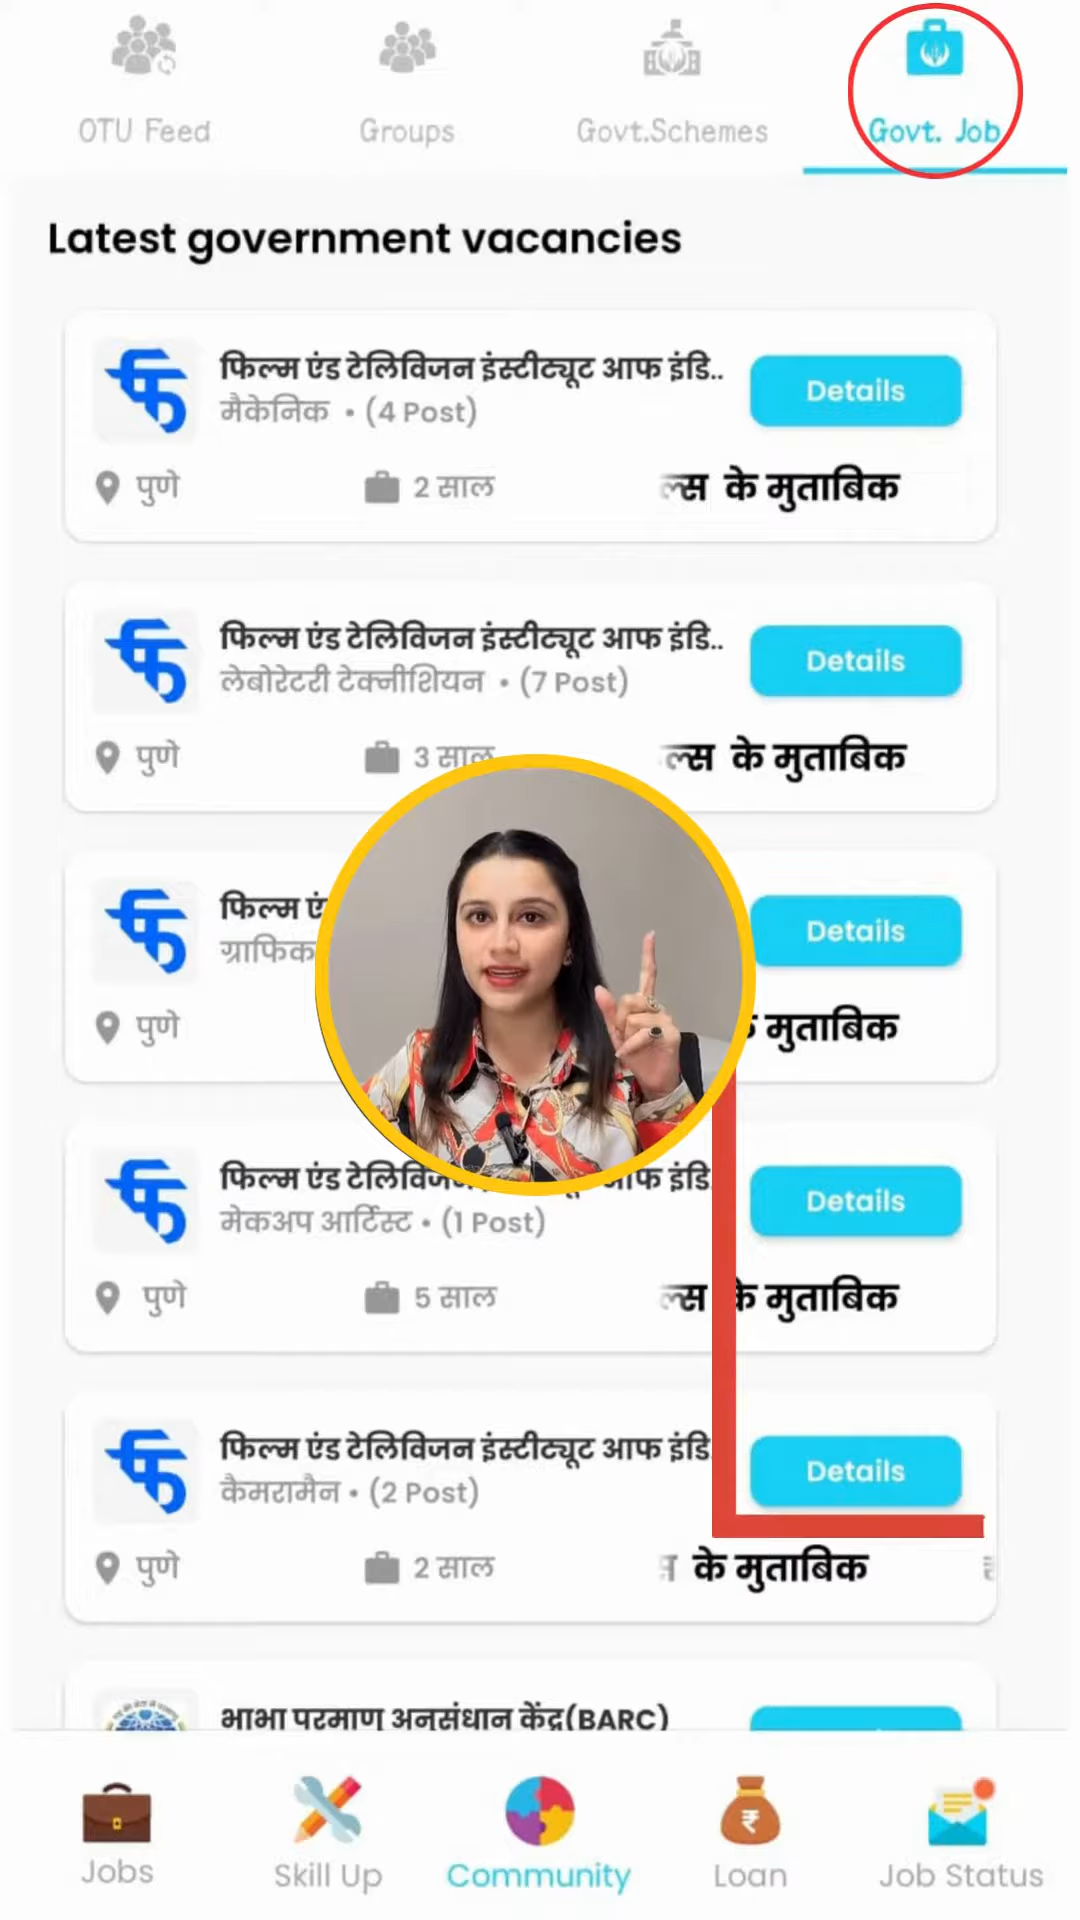 OTU Feed
Groups
Govt.Schemes
Govt. Job
Latest government vacancies
फिल्म एंड टेलिविजन इंस्टीट्यूट आफ इंडि..
Details
मैकेनिक • (4 Post)
पुणे
2 साल
के मुताबिक
फिल्म एंड टेलिविजन इंस्टीट्यूट आफ इंडि..
Details
लेबोरेटरी टेक्नीशियन • (7 Post)
पुणे
3 साल
के मुताबिक
फिल्म
Details
ग्राफिक
पुणे
मुताबिक
फिल्म एंड आफ इंडि
Details
मेकअप आर्टिस्ट • (1 Post)
पुणे
5 साल
के मुताबिक
फिल्म एंड टेलिविजन इंस्टीट्यूट आफ इंडि
Details
कैमरामैन • (2 Post)
पुणे
2 साल
के मुताबिक
भाभा परमाणु अनुसंधान केंद्र(BARC)
Jobs
Skill Up
Community
Loan
Job Status